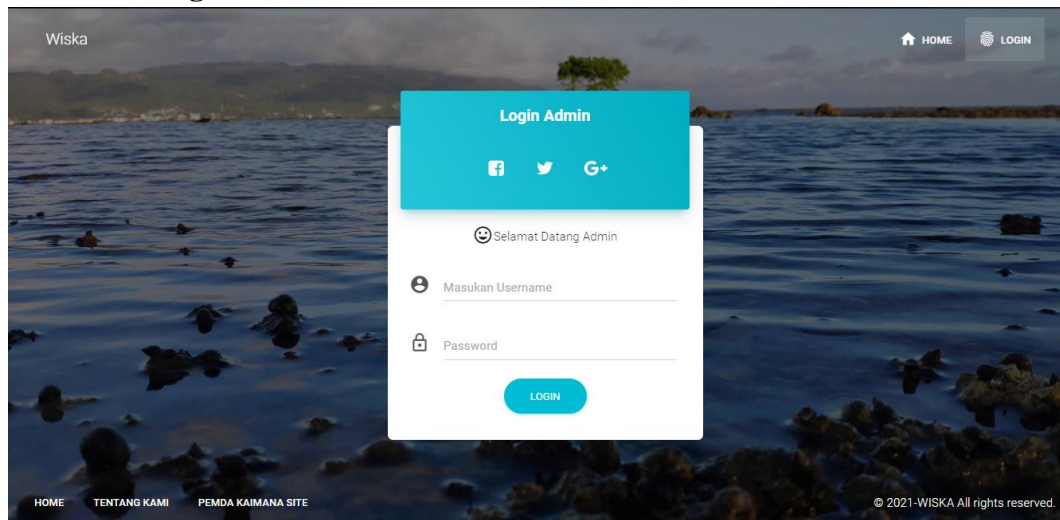 Wiska
HOME
LOGIN
Login Admin
G+
Selamat Datang Admin
Masukan Username
Password
LOGIN
HOME TENTANG KAMI PEMDA KAIMANA SITE
© 2021-WISKA All rights reserved.